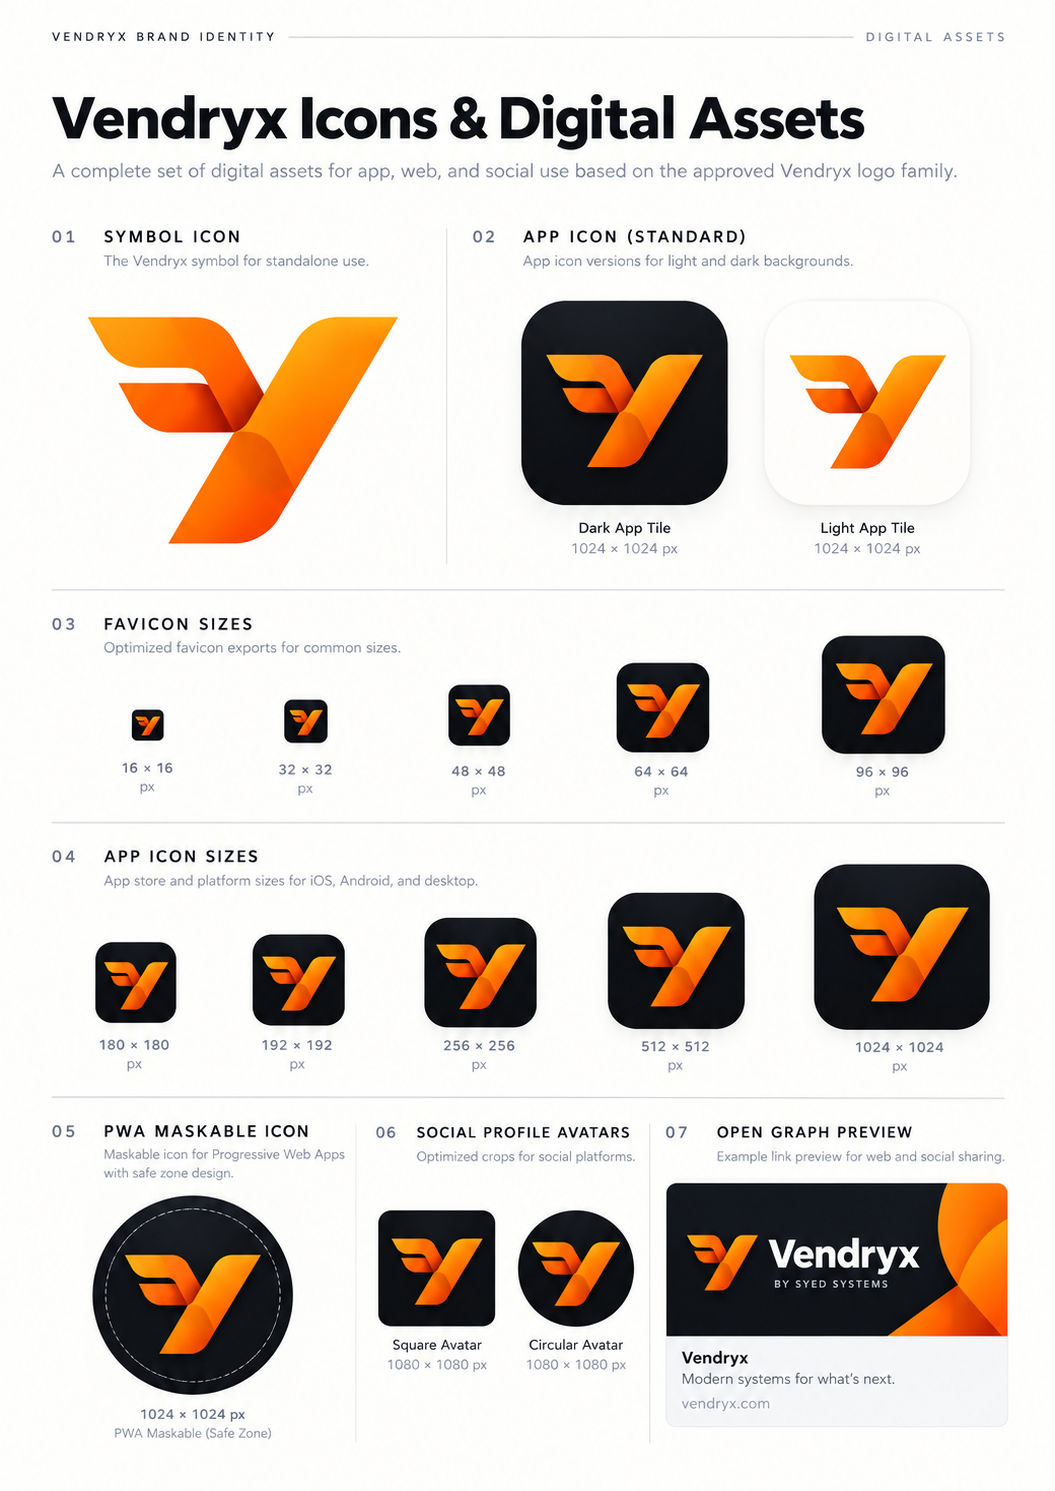 VENDRYX BRAND IDENTITY
DIGITAL ASSETS
Vendryx Icons & Digital Assets
A complete set of digital assets for app, web, and social use based on the approved Vendryx logo family.
01 SYMBOL ICON
The Vendryx symbol for standalone use.
02 APP ICON (STANDARD)
App icon versions for light and dark backgrounds.
Dark App Tile
1024 × 1024 px
Light App Tile
1024 × 1024 px
03 FAVICON SIZES
Optimized favicon exports for common sizes.
16 × 16
px
32 × 32
px
48 × 48
px
64 × 64
px
96 × 96
px
04 APP ICON SIZES
App store and platform sizes for iOS, Android, and desktop.
180 × 180
px
192 × 192
px
256 × 256
px
512 × 512
px
1024 × 1024
px
05 PWA MASKABLE ICON
Maskable icon for Progressive Web Apps
with safe zone design.
1024 × 1024 px
PWA Maskable (Safe Zone)
06 SOCIAL PROFILE AVATARS
Optimized crops for social platforms.
Square Avatar
1080 × 1080 px
Circular Avatar
1080 × 1080 px
07 OPEN GRAPH PREVIEW
Example link preview for web and social sharing.
Vendryx
BY SYED SYSTEMS
Vendryx
Modern systems for what's next.
vendryx.com